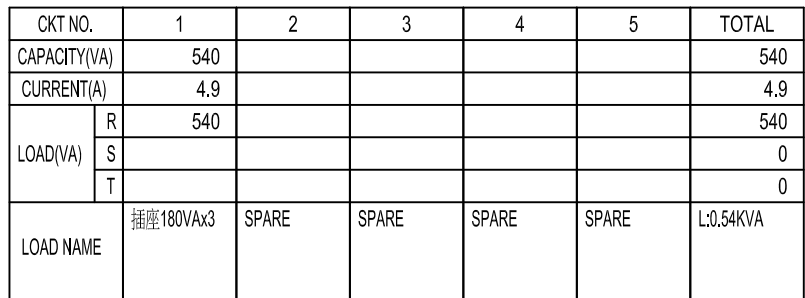 CKT NO. 1 2 3 4 5 TOTAL
CAPACITY(VA) 540 540
CURRENT(A) 4.9 4.9
LOAD(VA) R 540 540
S 0
T 0
LOAD NAME 插座180VAx3 SPARE SPARE SPARE SPARE L:0.54KVA